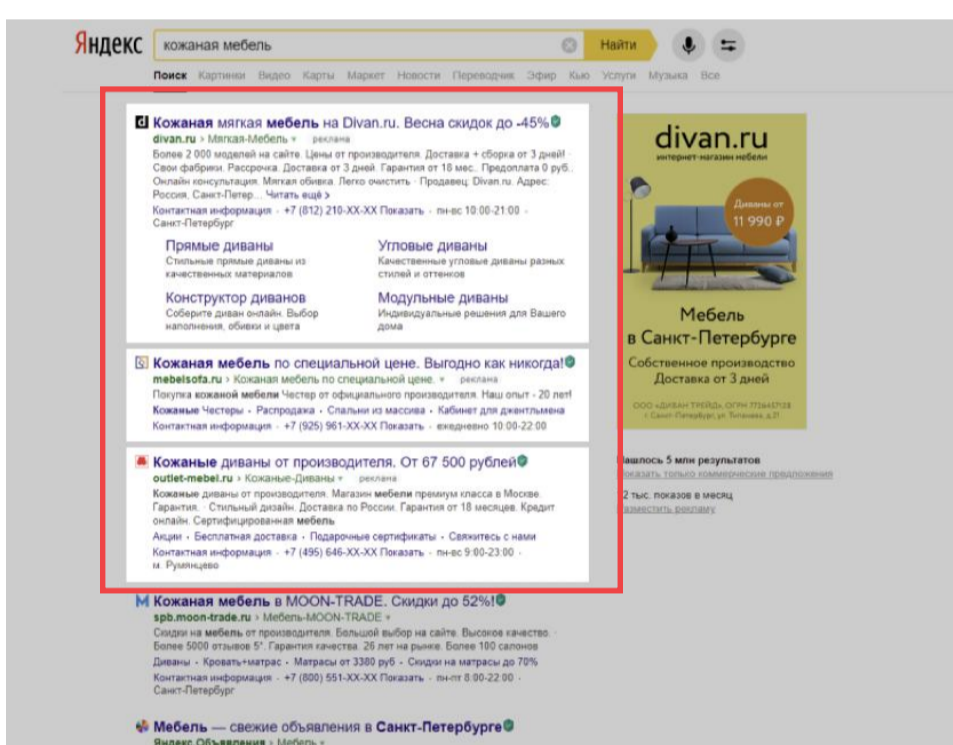 Яндекс
кожаная мебель
Найти
Поиск Картинки Видео Карты Маркет Новости Переводчик Эфир Кью Услуги Музыка Все
Кожаная мягкая мебель на Divan.ru. Весна скидок до -45%
divan.ru › Мягкая-Мебель реклама
Более 2 000 моделей на сайте. Цены от производителя. Доставка + сборка от 3 дней! ·
Свои фабрики. Рассрочка. Доставка от 3 дней. Гарантия от 18 мес.. Предоплата 0 руб..
Онлайн консультация. Мягкая обивка. Легко очистить · Продавец: Divan.ru. Адрес:
Россия, Санкт-Петер... Читать ещё >
Контактная информация · +7 (812) 210-XX-XX Показать · пн-вс 10:00-21:00 ·
Санкт-Петербург
Прямые диваны
Стильные прямые диваны из
качественных материалов
Угловые диваны
Качественные угловые диваны разных
стилей и оттенков
Конструктор диванов
Соберите диван онлайн. Выбор
наполнения, обивки и цвета
Модульные диваны
Индивидуальные решения для Вашего
дома
Кожаная мебель по специальной цене. Выгодно как никогда!
mebelsofa.ru › Кожаная мебель по специальной цене. реклама
Покупка кожаной мебели Честер от официального производителя. Наш опыт - 20 лет!
Кожаные Честеры · Распродажа · Спальни из массива · Кабинет для джентльмена
Контактная информация · +7 (925) 961-XX-XX Показать · ежедневно 10:00-22:00
Кожаные диваны от производителя. От 67 500 рублей
outlet-mebel.ru › Кожаные-Диваны реклама
Кожаные диваны от производителя. Магазин мебели премиум класса в Москве.
Гарантия. · Стильный дизайн. Доставка по России. Гарантия от 18 месяцев. Кредит
онлайн. Сертифицированная мебель
Акции · Бесплатная доставка · Подарочные сертификаты · Свяжитесь с нами
Контактная информация · +7 (495) 646-XX-XX Показать · пн-вс 9:00-23:00 ·
м. Румянцево
Кожаная мебель в MOON-TRADE. Скидки до 52%!
spb.moon-trade.ru › Мебель-MOON-TRADE
Скидки на мебель от производителя. Большой выбор на сайте. Высокое качество. ·
Более 5000 отзывов 5*. Гарантия качества. 26 лет на рынке. Более 100 салонов
Диваны · Кровать+матрас · Матрасы от 3380 руб · Скидки на матрасы до 70%
Контактная информация · +7 (800) 551-XX-XX Показать · пн-пт 8:00-22:00 ·
Санкт-Петербург
Мебель — свежие объявления в Санкт-Петербурге
Яндекс.Объявления › Мебель
divan.ru
интернет-магазин мебели
Диваны от
11 990 ₽
Мебель
в Санкт-Петербурге
Собственное производство
Доставка от 3 дней
ООО «ДИВАН ТРЕЙД», ОГРН
г. Санкт-Петербург, ул.
Нашлось 5 млн результатов
Показать только коммерческие предложения
2 тыс. показов в месяц
Разместить рекламу